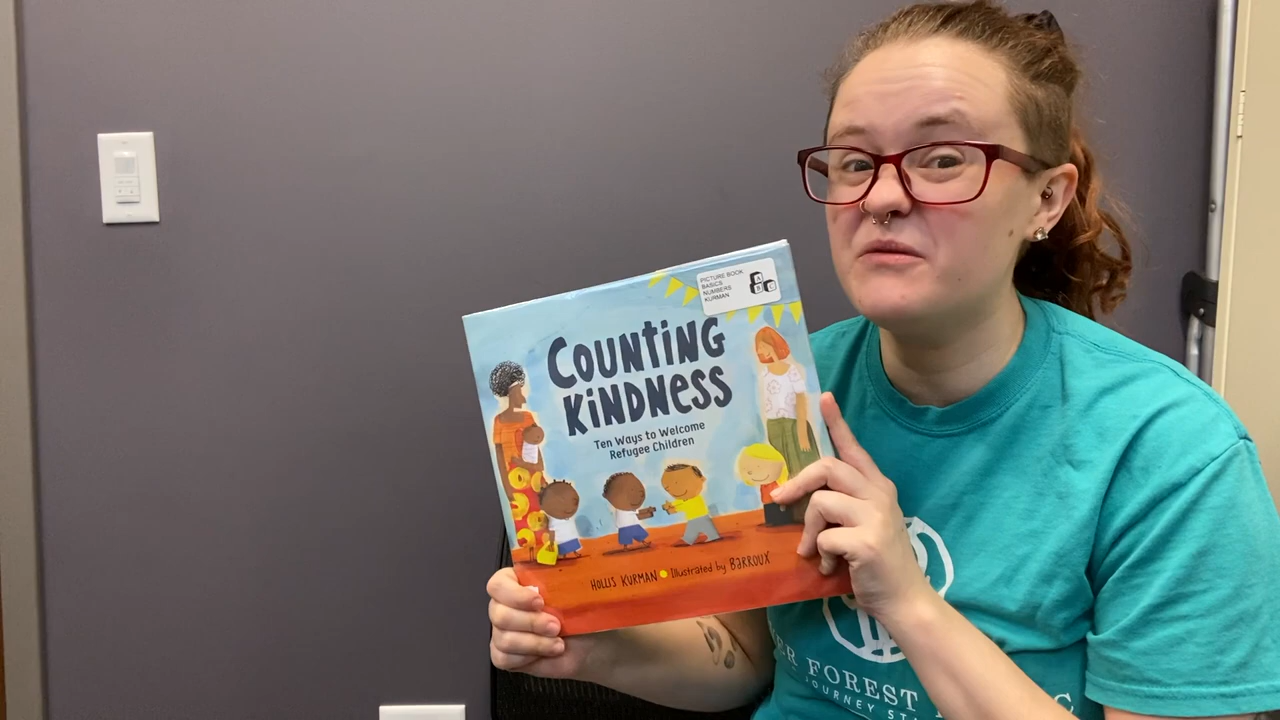 PICTURE BOOK
BASICS
NUMBERS
KURMAN
A
B C
COUNTING
KINDNESS
Ten Ways to Welcome
Refugee Children
HOLLIS KURMAN • illustrated by BARROUX
FOREST
JOURNEY